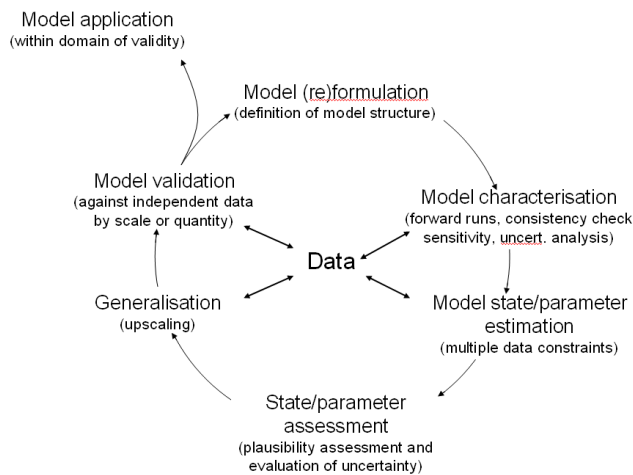 Model application
(within domain of validity)
Model (re)formulation
(definition of model structure)
Model validation
(against independent data
by scale or quantity)
Model characterisation
(forward runs, consistency check
sensitivity, uncert. analysis)
Data
Generalisation
(upscaling)
Model state/parameter
estimation
(multiple data constraints)
State/parameter
assessment
(plausibility assessment and
evaluation of uncertainty)